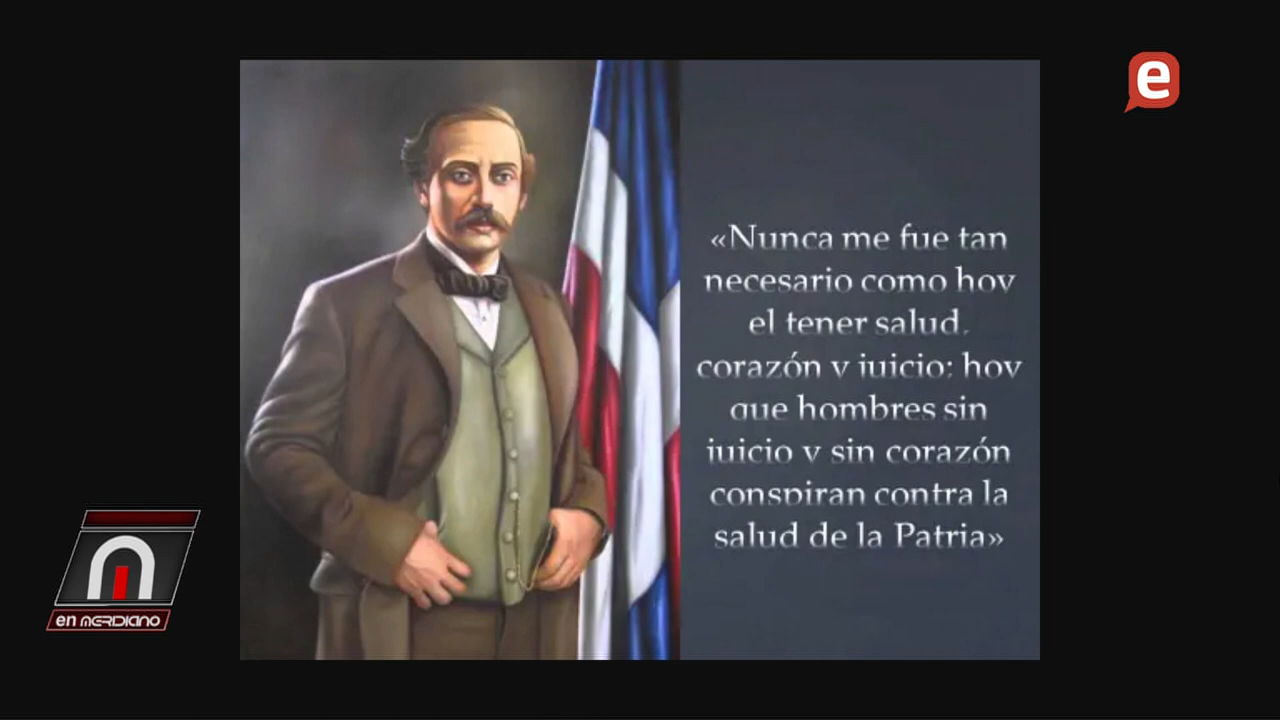 e
«Nunca me fue tan
necesario como hoy
el tener salud,
corazón y juicio; hoy
que hombres sin
juicio y sin corazón
conspiran contra la
salud de la Patria»
en MERIDIANO